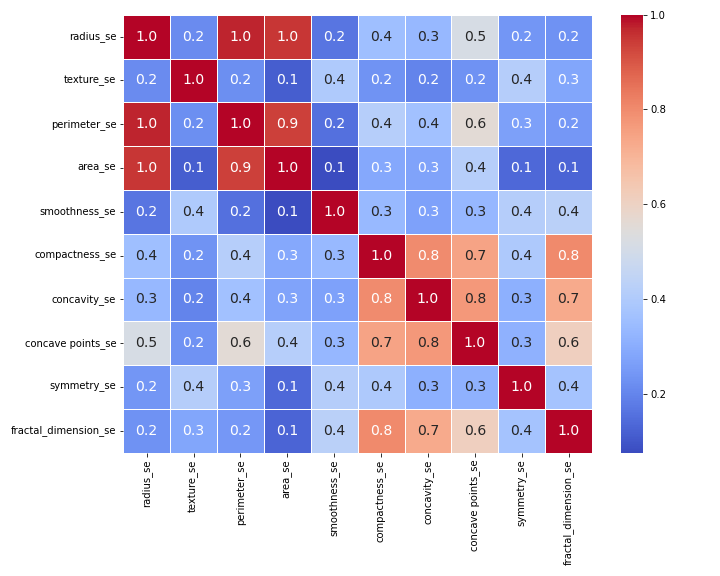 radius_se 1.0 0.2 1.0 1.0 0.2 0.4 0.3 0.5 0.2 0.2
texture_se 0.2 1.0 0.2 0.1 0.4 0.2 0.2 0.2 0.4 0.3
perimeter_se 1.0 0.2 1.0 0.9 0.2 0.4 0.4 0.6 0.3 0.2
area_se 1.0 0.1 0.9 1.0 0.1 0.3 0.3 0.4 0.1 0.1
smoothness_se 0.2 0.4 0.2 0.1 1.0 0.3 0.3 0.3 0.4 0.4
compactness_se 0.4 0.2 0.4 0.3 0.3 1.0 0.8 0.7 0.4 0.8
concavity_se 0.3 0.2 0.4 0.3 0.3 0.8 1.0 0.8 0.3 0.7
concave points_se 0.5 0.2 0.6 0.4 0.3 0.7 0.8 1.0 0.3 0.6
symmetry_se 0.2 0.4 0.3 0.1 0.4 0.4 0.3 0.3 1.0 0.4
fractal_dimension_se 0.2 0.3 0.2 0.1 0.4 0.8 0.7 0.6 0.4 1.0
radius_se
texture_se
perimeter_se
area_se
smoothness_se
compactness_se
concavity_se
concave points_se
symmetry_se
fractal_dimension_se
1.0
0.8
0.6
0.4
0.2